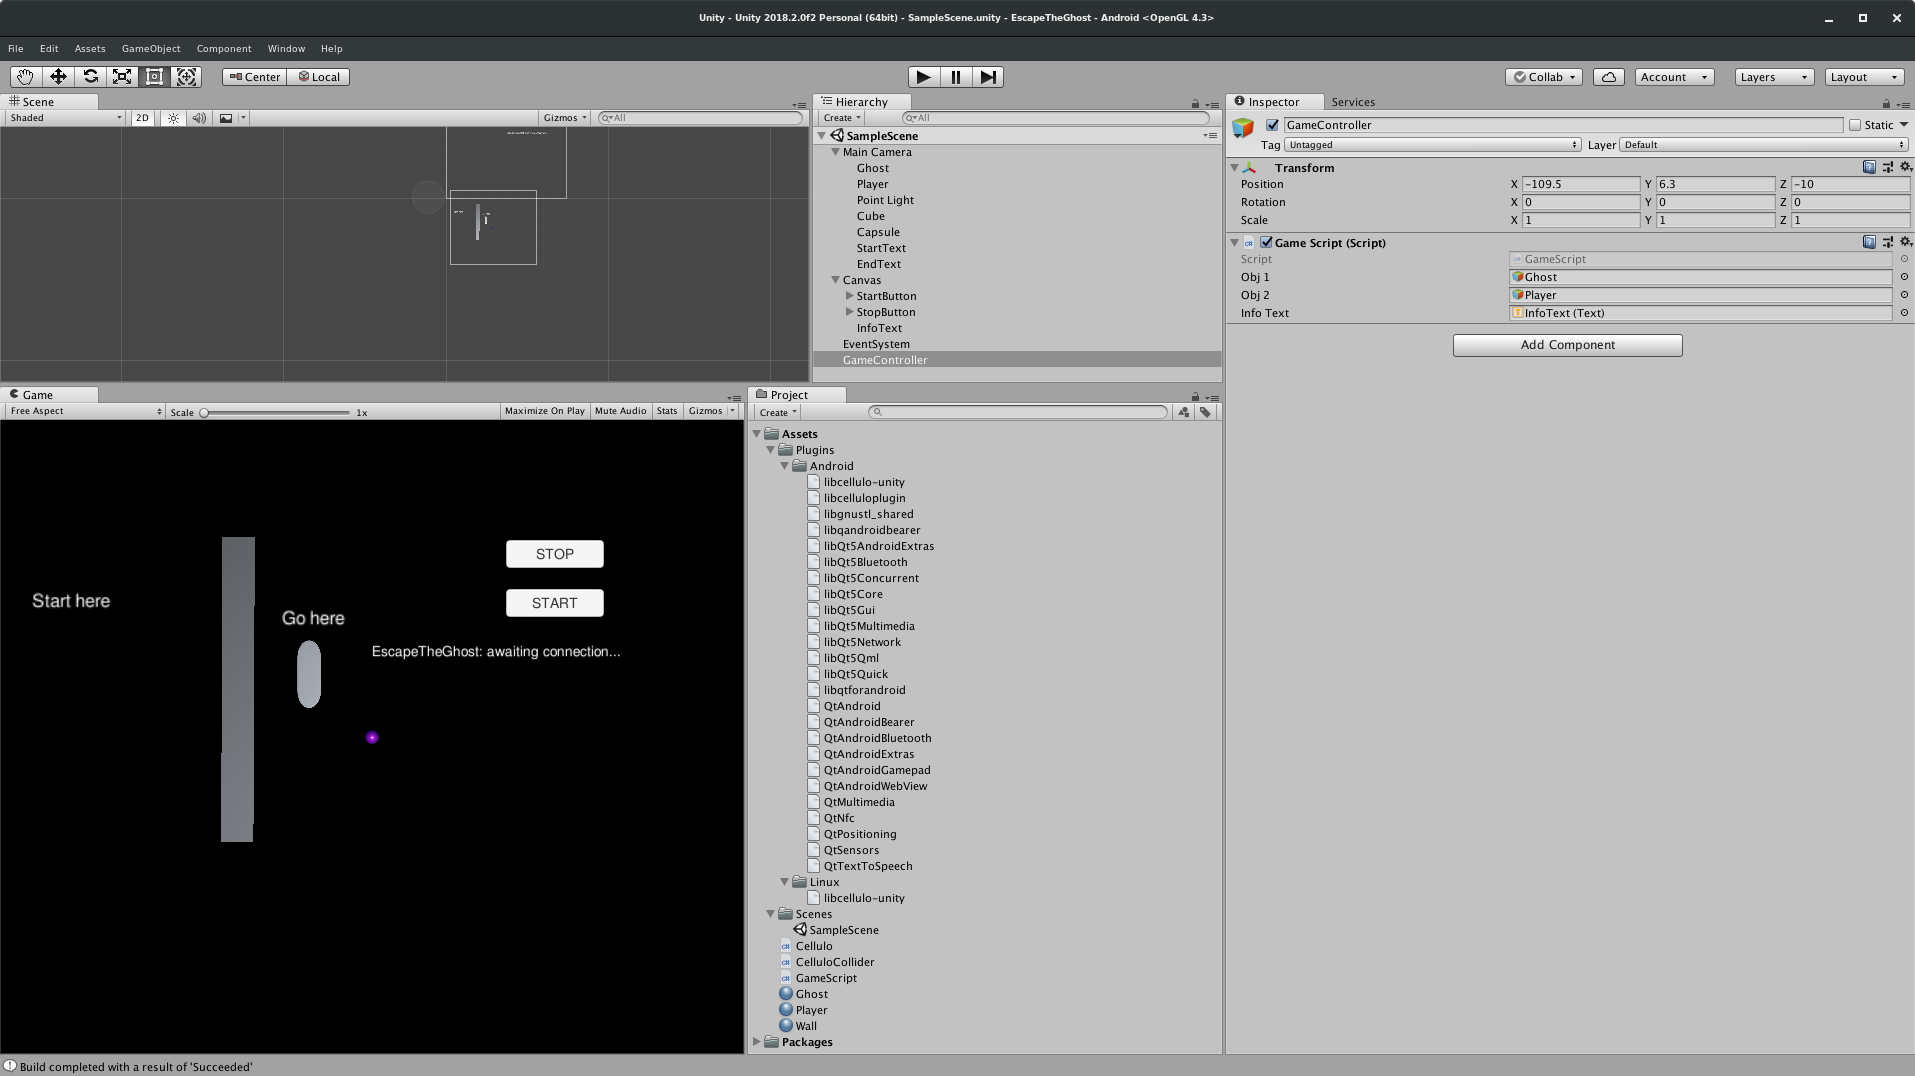 Unity - Unity 2018.2.0f2 Personal (64bit) - SampleScene.unity - EscapeTheGhost - Android <OpenGL 4.3>
File Edit Assets GameObject Component Window Help
Center Local Collab Account Layers Layout
Scene
Shaded 2D Gizmos All
Hierarchy
Create All
SampleScene
Main Camera
Ghost
Player
Point Light
Cube
Capsule
StartText
EndText
Canvas
StartButton
StopButton
InfoText
EventSystem
GameController
Inspector Services
GameController Static
Tag Untagged Layer Default
Transform
Position X -109.5 Y 6.3 Z -10
Rotation X 0 Y 0 Z 0
Scale X 1 Y 1 Z 1
Game Script (Script)
Script GameScript
Obj 1 Ghost
Obj 2 Player
Info Text InfoText (Text)
Add Component
Game
Free Aspect Scale 1x Maximize On Play Mute Audio Stats Gizmos
STOP
Start here
START
Go here
EscapeTheGhost: awaiting connection...
Project
Create
Assets
Plugins
Android
libcellulo-unity
libcelluloplugin
libgnustl_shared
libqandroidbearer
libQt5AndroidExtras
libQt5Bluetooth
libQt5Concurrent
libQt5Core
libQt5Gui
libQt5Multimedia
libQt5Network
libQt5Qml
libQt5Quick
libqtforandroid
QtAndroid
QtAndroidBearer
QtAndroidBluetooth
QtAndroidExtras
QtAndroidGamepad
QtAndroidWebView
QtMultimedia
QtNfc
QtPositioning
QtSensors
QtTextToSpeech
Linux
libcellulo-unity
Scenes
SampleScene
Cellulo
CelluloCollider
GameScript
Ghost
Player
Wall
Packages
Build completed with a result of 'Succeeded'